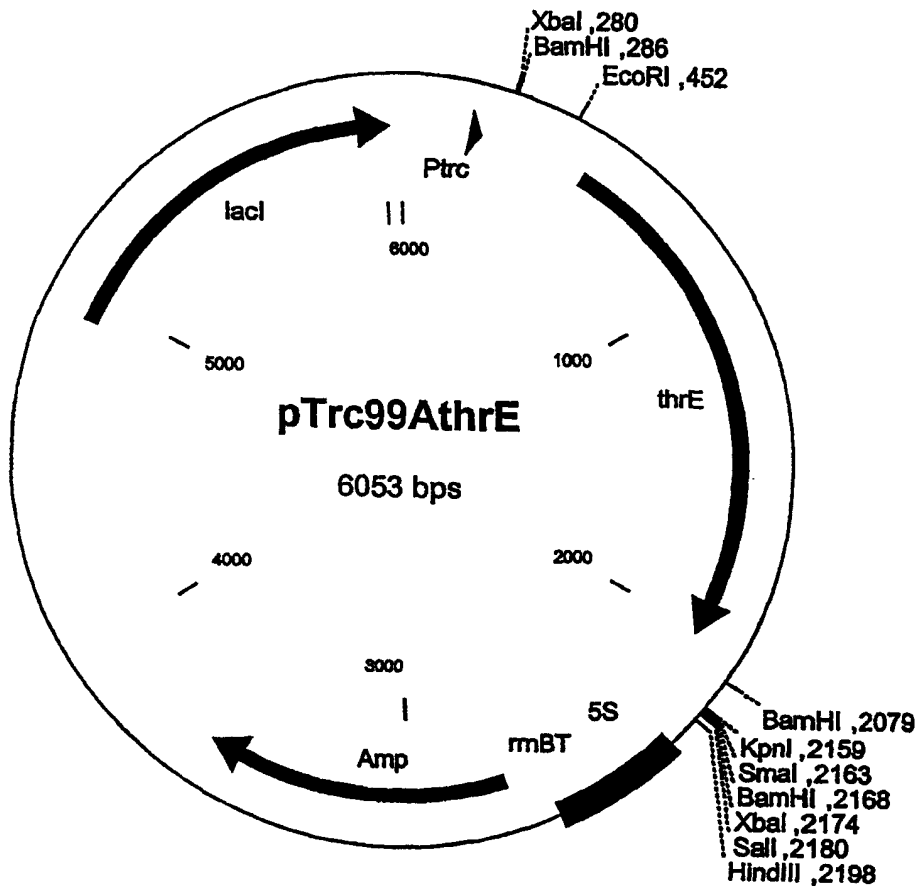 XbaI ,280
BamHI ,286
EcoRI ,452
Ptrc
lacI
6000
5000
1000
thrE
pTrc99AthrE
6053 bps
4000
2000
3000
5S
rrnBT
Amp
BamHI ,2079
KpnI ,2159
SmaI ,2163
BamHI ,2168
XbaI ,2174
SalI ,2180
HindIII ,2198